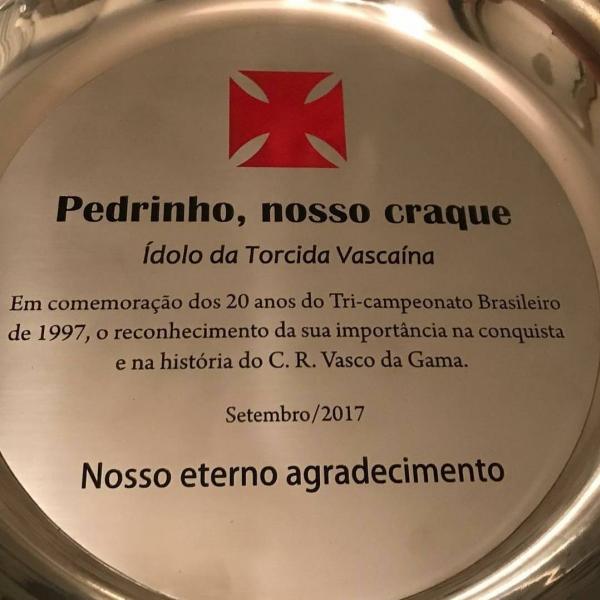 Pedrinho, nosso craque
Ídolo da Torcida Vascaína
Em comemoração dos 20 anos do Tri-campeonato Brasileiro
de 1997, o reconhecimento da sua importância na conquista
e na história do C. R. Vasco da Gama.
Setembro/2017
Nosso eterno agradecimento